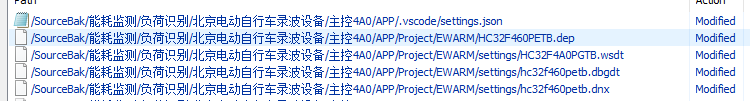 Path Action
/SourceBak/能耗监测/负荷识别/北京电动自行车录波设备/主控4A0/APP/.vscode/settings.json Modified
/SourceBak/能耗监测/负荷识别/北京电动自行车录波设备/主控4A0/APP/Project/EWARM/HC32F460PETB.dep Modified
/SourceBak/能耗监测/负荷识别/北京电动自行车录波设备/主控4A0/APP/Project/EWARM/settings/HC32F4A0PGTB.wsdt Modified
/SourceBak/能耗监测/负荷识别/北京电动自行车录波设备/主控4A0/APP/Project/EWARM/settings/hc32f460petb.dbgdt Modified
/SourceBak/能耗监测/负荷识别/北京电动自行车录波设备/主控4A0/APP/Project/EWARM/settings/hc32f460petb.dnx Modified